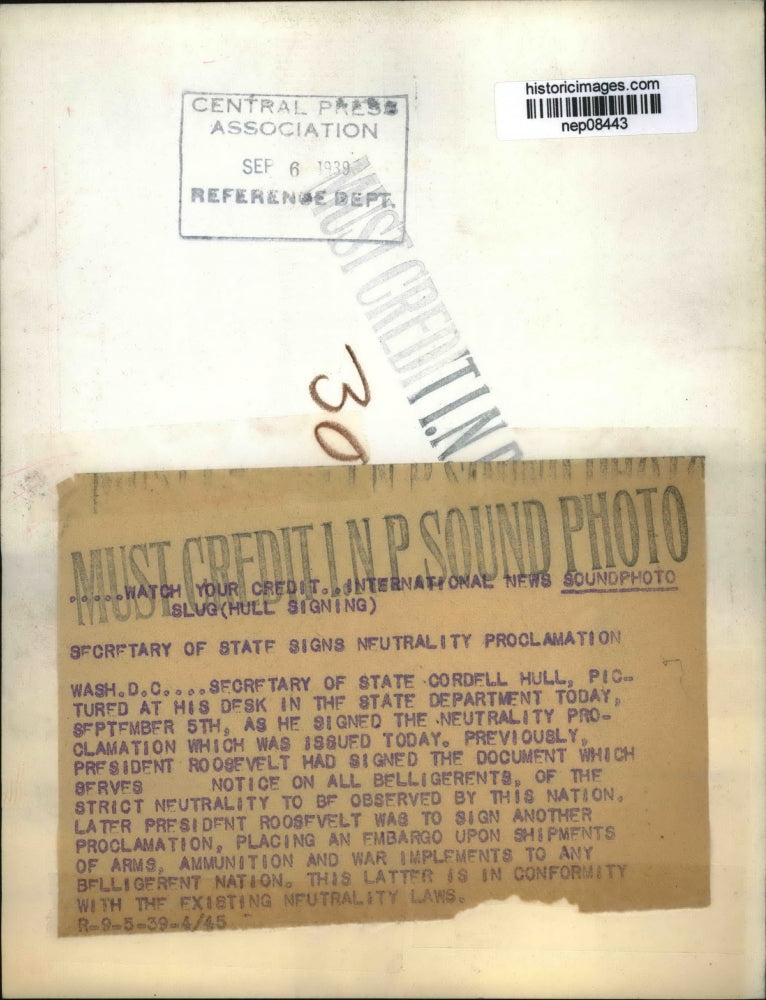 historicimages.com
nep08443
CENTRAL PRESS
ASSOCIATION
SEP 6 1939
REFERENCE DEPT.
MUST CREDIT I.N.P
30
MUST CREDIT I.N.P. SOUND PHOTO
.....WATCH YOUR CREDIT..INTERNATIONAL NEWS SOUNDPHOTO
SLUG(HULL SIGNING)
SECRETARY OF STATE SIGNS NEUTRALITY PROCLAMATION
WASH.D.C....SECRETARY OF STATE CORDELL HULL, PIC-
TURED AT HIS DESK IN THE STATE DEPARTMENT TODAY,
SEPTEMBER 5TH, AS HE SIGNED THE NEUTRALITY PRO-
CLAMATION WHICH WAS ISSUED TODAY. PREVIOUSLY,
PRESIDENT ROOSEVELT HAD SIGNED THE DOCUMENT WHICH
SERVES NOTICE ON ALL BELLIGERENTS, OF THE
STRICT NEUTRALITY TO BE OBSERVED BY THIS NATION.
LATER PRESIDENT ROOSEVELT WAS TO SIGN ANOTHER
PROCLAMATION, PLACING AN EMBARGO UPON SHIPMENTS
OF ARMS, AMMUNITION AND WAR IMPLEMENTS TO ANY
BELLIGERENT NATION. THIS LATTER IS IN CONFORMITY
WITH THE EXISTING NEUTRALITY LAWS.
R-9-5-39-4/45